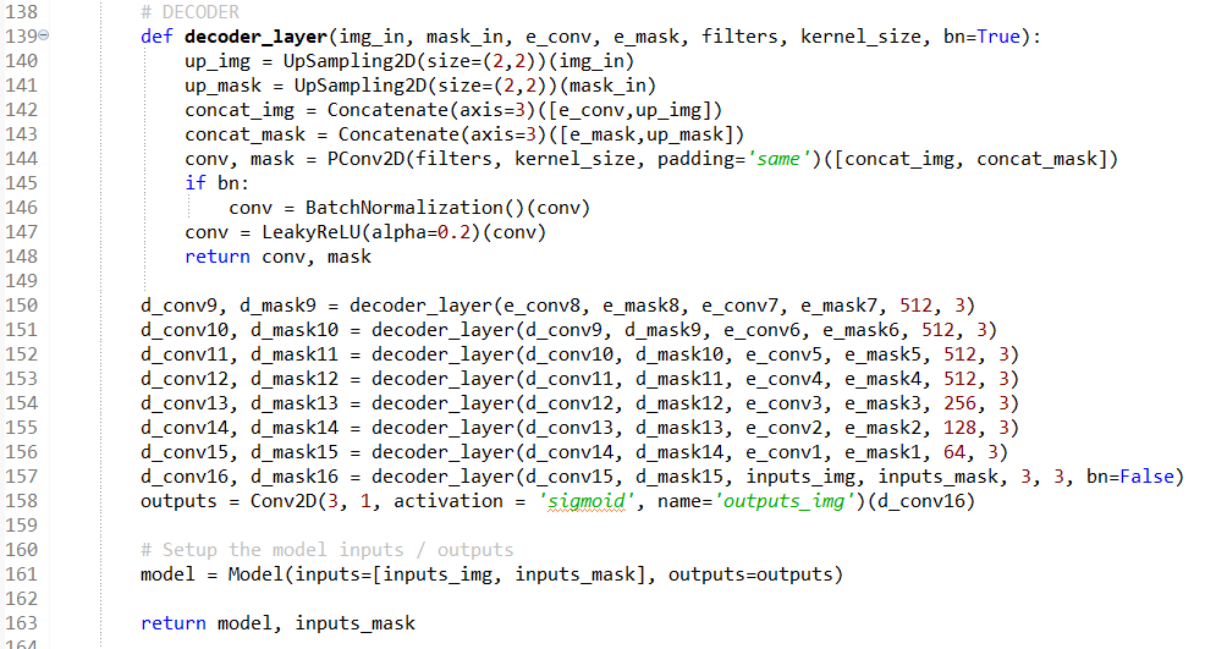 138 # DECODER
139 def decoder_layer(img_in, mask_in, e_conv, e_mask, filters, kernel_size, bn=True):
140 up_img = UpSampling2D(size=(2,2))(img_in)
141 up_mask = UpSampling2D(size=(2,2))(mask_in)
142 concat_img = Concatenate(axis=3)([e_conv,up_img])
143 concat_mask = Concatenate(axis=3)([e_mask,up_mask])
144 conv, mask = PConv2D(filters, kernel_size, padding='same')([concat_img, concat_mask])
145 if bn:
146 conv = BatchNormalization()(conv)
147 conv = LeakyReLU(alpha=0.2)(conv)
148 return conv, mask
149
150 d_conv9, d_mask9 = decoder_layer(e_conv8, e_mask8, e_conv7, e_mask7, 512, 3)
151 d_conv10, d_mask10 = decoder_layer(d_conv9, d_mask9, e_conv6, e_mask6, 512, 3)
152 d_conv11, d_mask11 = decoder_layer(d_conv10, d_mask10, e_conv5, e_mask5, 512, 3)
153 d_conv12, d_mask12 = decoder_layer(d_conv11, d_mask11, e_conv4, e_mask4, 512, 3)
154 d_conv13, d_mask13 = decoder_layer(d_conv12, d_mask12, e_conv3, e_mask3, 256, 3)
155 d_conv14, d_mask14 = decoder_layer(d_conv13, d_mask13, e_conv2, e_mask2, 128, 3)
156 d_conv15, d_mask15 = decoder_layer(d_conv14, d_mask14, e_conv1, e_mask1, 64, 3)
157 d_conv16, d_mask16 = decoder_layer(d_conv15, d_mask15, inputs_img, inputs_mask, 3, 3, bn=False)
158 outputs = Conv2D(3, 1, activation = 'sigmoid', name='outputs_img')(d_conv16)
159
160 # Setup the model inputs / outputs
161 model = Model(inputs=[inputs_img, inputs_mask], outputs=outputs)
162
163 return model, inputs_mask
164